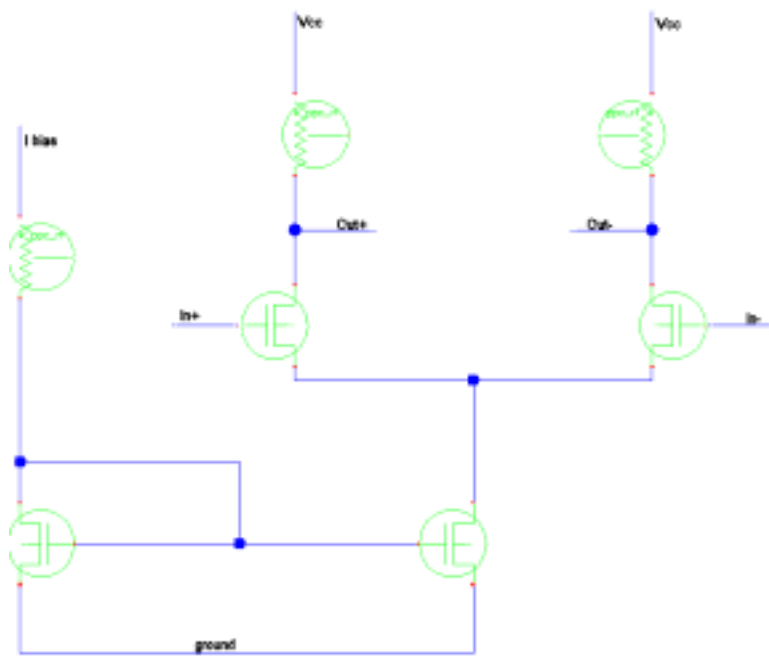 Vcc
Vcc
I bias
Out+
Out-
In+
In-
ground